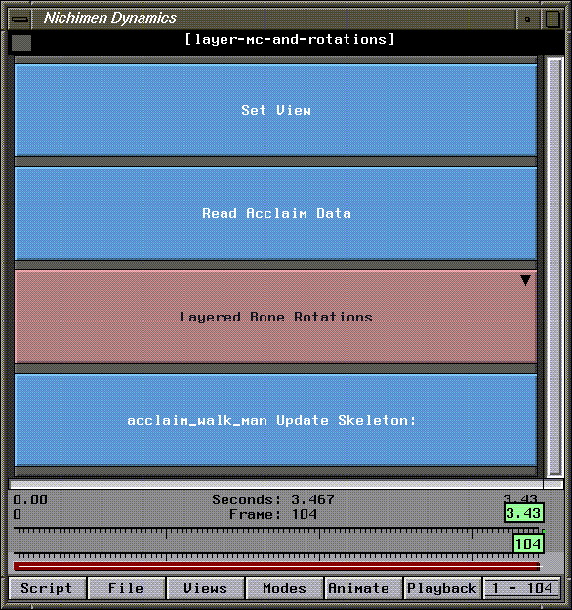 Nichimen Dynamics
[layer-mc-and-rotations]
Set View
Read Acclaim Data
Layered Bone Rotations
acclaim_walk_man Update Skeleton:
0.00 Seconds: 3.467 3.43
0 Frame: 104 3.43
104
Script File Views Modes Animate Playback 1 - 104